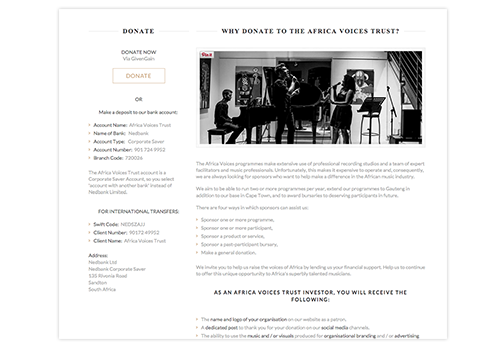 DONATE
DONATE NOW
Via GivenGain
DONATE
OR
Make a deposit to our bank account:
Account Name: Africa Voices Trust
Name of Bank: Nedbank
Account Type: Corporate Saver
Account Number: 901 724 9912
Branch Code: 720026
The Africa Voices Trust account is a
Corporate Saver Account, so you select
'account with another bank' instead of
Nedbank Limited.
FOR INTERNATIONAL TRANSFERS:
Swift Code: NEDSZAJJ
Client Number: 90172 49912
Client Name: Africa Voices Trust
Address:
Nedbank Ltd
Nedbank Corporate Saver
135 Rivonia Road
Sandton
South Africa
WHY DONATE TO THE AFRICA VOICES TRUST?
Pin it
The Africa Voices programmes make extensive use of professional recording studios and a team of expert
facilitators and music professionals. Unfortunately, this makes it expensive to operate and, consequently,
we are always looking for sponsors who want to help make a difference in the African music industry.
We aim to be able to run two or more programmes per year, extend our programmes to Gauteng in
addition to our base in Cape Town, and to award bursaries to deserving participants in future.
There are four ways in which sponsors can assist us:
Sponsor one or more programme,
Sponsor one or more participant,
Sponsor a product or service,
Sponsor a past-participant bursary,
Make a general donation.
We invite you to help us raise the voices of Africa by lending us your financial support. Help us to continue
to offer this unique opportunity to Africa's superbly talented musicians.
AS AN AFRICA VOICES TRUST INVESTOR, YOU WILL RECEIVE THE
FOLLOWING:
The name and logo of your organisation on our website as a patron.
A dedicated post to thank you for your donation on our social media channels.
The ability to use the music and / or visuals produced for organisational branding and / or advertising